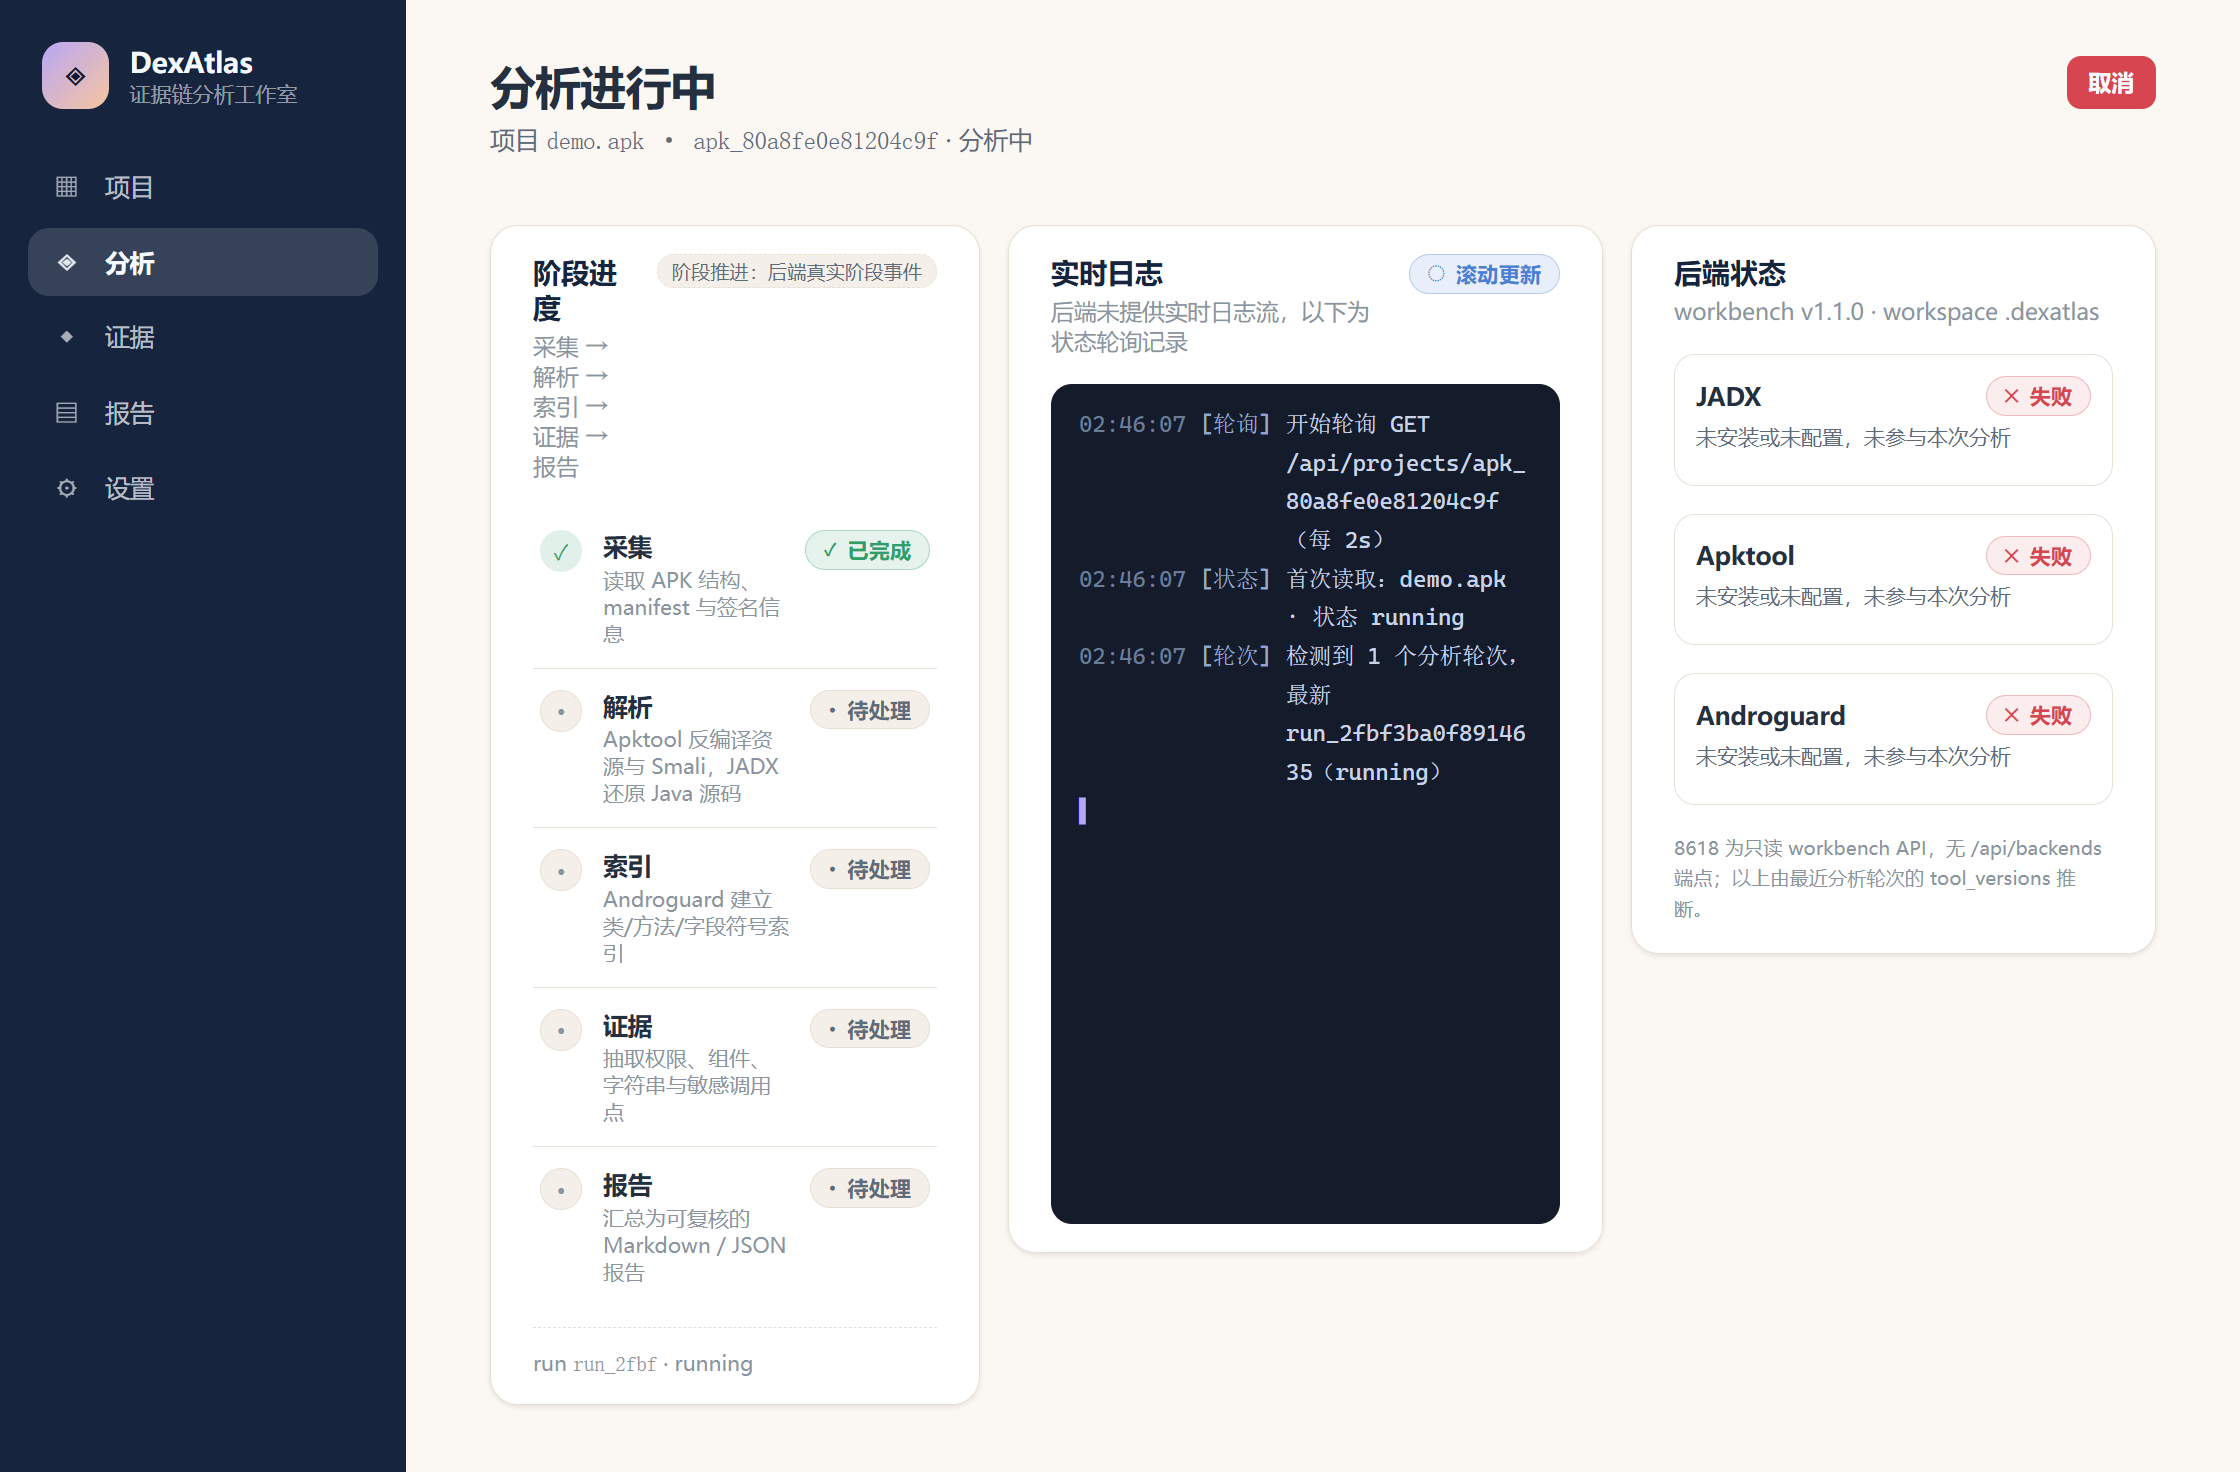 DexAtlas
证据链分析工作室
项目
分析
证据
报告
设置
分析进行中
项目 demo.apk • apk_80a8fe0e81204c9f · 分析中
取消
阶段进
度
阶段推进：后端真实阶段事件
采集 →
解析 →
索引 →
证据 →
报告
采集
✓ 已完成
读取 APK 结构、
manifest 与签名信
息
解析
• 待处理
Apktool 反编译资
源与 Smali，JADX
还原 Java 源码
索引
• 待处理
Androguard 建立
类/方法/字段符号索
引
证据
• 待处理
抽取权限、组件、
字符串与敏感调用
点
报告
• 待处理
汇总为可复核的
Markdown / JSON
报告
run run_2fbf · running
实时日志
滚动更新
后端未提供实时日志流，以下为
状态轮询记录
02:46:07 [轮询] 开始轮询 GET
/api/projects/apk_
80a8fe0e81204c9f
（每 2s）
02:46:07 [状态] 首次读取：demo.apk
· 状态 running
02:46:07 [轮次] 检测到 1 个分析轮次，
最新
run_2fbf3ba0f89146
35（running）
后端状态
workbench v1.1.0 · workspace .dexatlas
JADX
✕ 失败
未安装或未配置，未参与本次分析
Apktool
✕ 失败
未安装或未配置，未参与本次分析
Androguard
✕ 失败
未安装或未配置，未参与本次分析
8618 为只读 workbench API，无 /api/backends
端点；以上由最近分析轮次的 tool_versions 推
断。